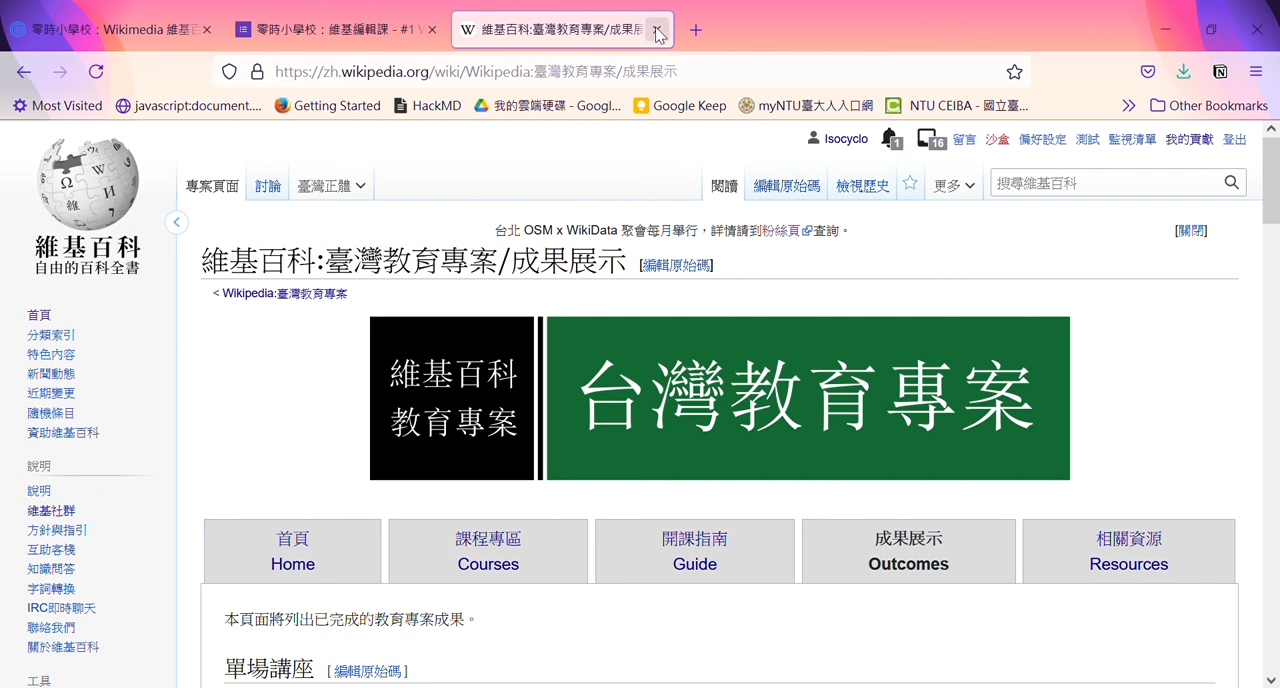 零時小學校：Wikimedia 維基百
零時小學校：維基編輯課 - #1 V
維基百科:臺灣教育專案/成果展
https://zh.wikipedia.org/wiki/Wikipedia:臺灣教育專案/成果展示
Most Visited javascript:document.... Getting Started HackMD 我的雲端硬碟 - Googl... Google Keep myNTU臺大人入口網 NTU CEIBA - 國立臺... Other Bookmarks
Isocyclo 1 16 留言 沙盒 偏好設定 測試 監視清單 我的貢獻 登出
專案頁面 討論 臺灣正體 閱讀 編輯原始碼 檢視歷史 更多 搜尋維基百科
維基百科
自由的百科全書
台北 OSM x WikiData 聚會每月舉行，詳情請到粉絲頁查詢。 [關閉]
維基百科:臺灣教育專案/成果展示 [編輯原始碼]
< Wikipedia:臺灣教育專案
首頁
分類索引
特色內容
新聞動態
近期變更
隨機條目
資助維基百科
說明
說明
維基社群
方針與指引
互助客棧
知識問答
字詞轉換
IRC即時聊天
聯絡我們
關於維基百科
工具
維基百科
教育專案
台灣教育專案
首頁
Home
課程專區
Courses
開課指南
Guide
成果展示
Outcomes
相關資源
Resources
本頁面將列出已完成的教育專案成果。
單場講座 [ 編輯原始碼 ]